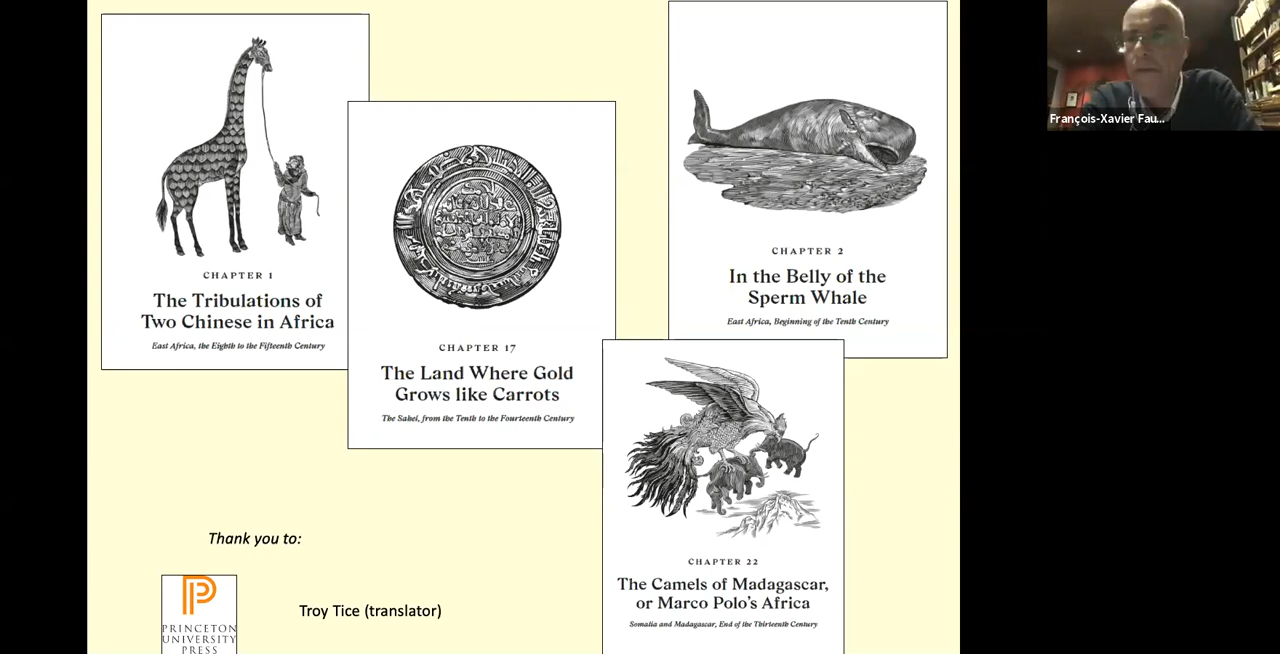 CHAPTER 1
The Tribulations of
Two Chinese in Africa
East Africa, the Eighth to the Fifteenth Century
CHAPTER 17
The Land Where Gold
Grows like Carrots
The Sahel, from the Tenth to the Fourteenth Century
CHAPTER 2
In the Belly of the
Sperm Whale
East Africa, Beginning of the Tenth Century
CHAPTER 22
The Camels of Madagascar,
or Marco Polo's Africa
Somalia and Madagascar, End of the Thirteenth Century
Thank you to:
PRINCETON
UNIVERSITY
PRESS
Troy Tice (translator)
François-Xavier Fau...